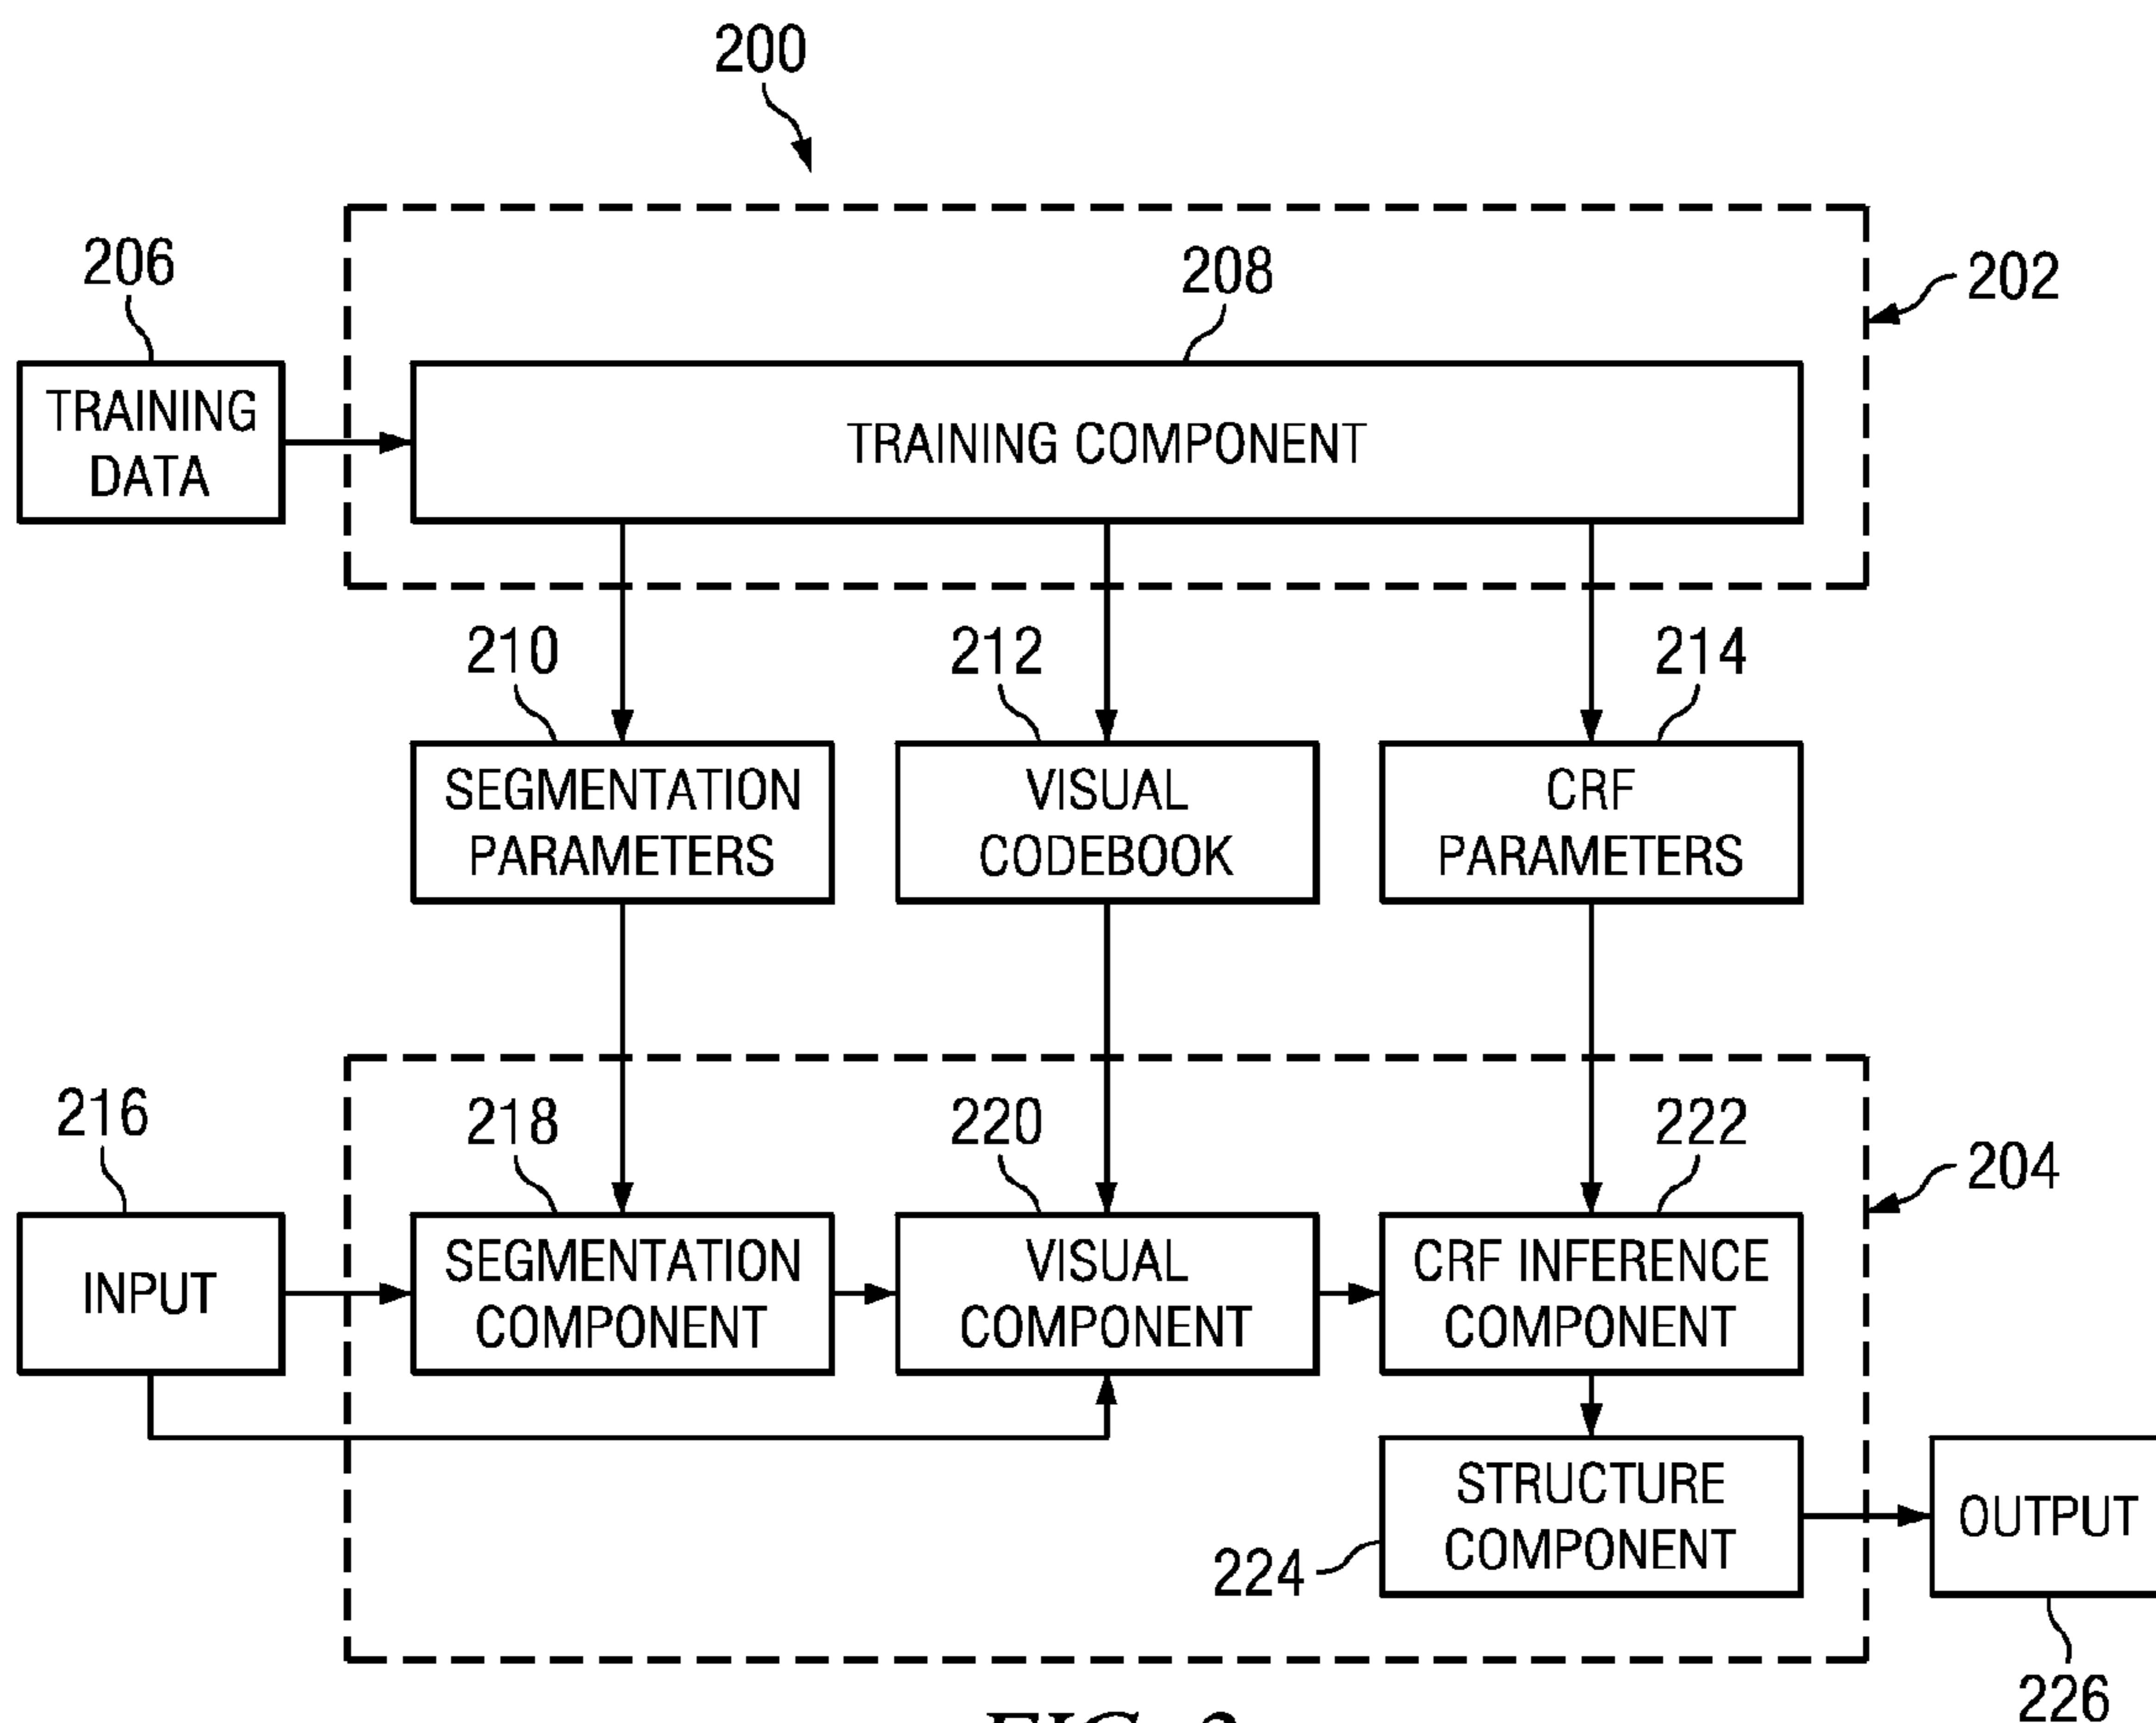 200
202
206
208
TRAINING
DATA
TRAINING COMPONENT
210
212
214
SEGMENTATION
PARAMETERS
VISUAL
CODEBOOK
CRF
PARAMETERS
216
218
220
222
204
INPUT
SEGMENTATION
COMPONENT
VISUAL
COMPONENT
CRF INFERENCE
COMPONENT
STRUCTURE
COMPONENT
224
OUTPUT
226